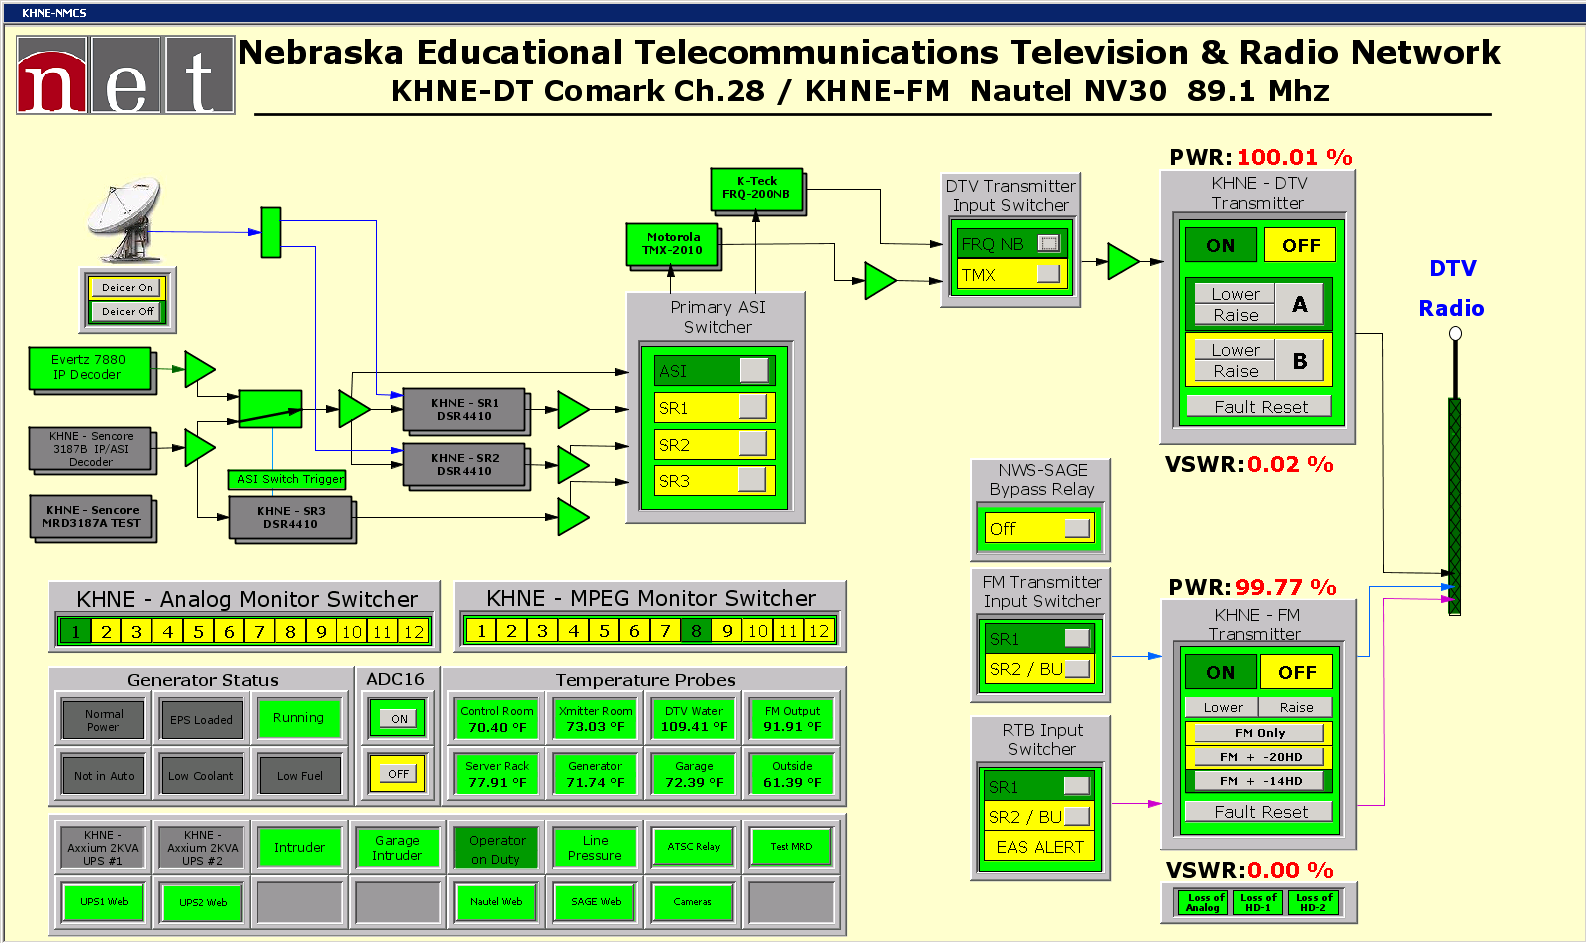 KHNE-NMCS
net
Nebraska Educational Telecommunications Television & Radio Network
KHNE-DT Comark Ch.28 / KHNE-FM  Nautel NV30  89.1 Mhz
Deicer On
Deicer Off
Evertz 7880
IP Decoder
KHNE - Sencore
3187B  IP/ASI
Decoder
KHNE - Sencore
MRD3187A TEST
ASI Switch Trigger
KHNE - SR1
DSR4410
KHNE - SR2
DSR4410
KHNE - SR3
DSR4410
K-Teck
FRQ-200NB
Motorola
TMX-2010
Primary ASI
Switcher
ASI
SR1
SR2
SR3
DTV Transmitter
Input Switcher
FRQ NB
TMX
PWR: 100.01 %
KHNE - DTV
Transmitter
ON OFF
Lower
Raise
A
Lower
Raise
B
Fault Reset
VSWR: 0.02 %
DTV
Radio
NWS-SAGE
Bypass Relay
Off
FM Transmitter
Input Switcher
SR1
SR2 / BU
RTB Input
Switcher
SR1
SR2 / BU
EAS ALERT
PWR: 99.77 %
KHNE - FM
Transmitter
ON OFF
Lower Raise
FM Only
FM + -20HD
FM + -14HD
Fault Reset
VSWR: 0.00 %
Loss of
Analog
Loss of
HD-1
Loss of
HD-2
KHNE - Analog Monitor Switcher
1 2 3 4 5 6 7 8 9 10 11 12
KHNE - MPEG Monitor Switcher
1 2 3 4 5 6 7 8 9 10 11 12
Generator Status
Normal
Power
EPS Loaded
Running
Not in Auto
Low Coolant
Low Fuel
ADC16
ON
OFF
Temperature Probes
Control Room
70.40 °F
Xmitter Room
73.03 °F
DTV Water
109.41 °F
FM Output
91.91 °F
Server Rack
77.91 °F
Generator
71.74 °F
Garage
72.39 °F
Outside
61.39 °F
KHNE -
Axxium 2KVA
UPS #1
KHNE -
Axxium 2KVA
UPS #2
Intruder
Garage
Intruder
Operator
on Duty
Line
Pressure
ATSC Relay
Test MRD
UPS1 Web
UPS2 Web
Nautel Web
SAGE Web
Cameras